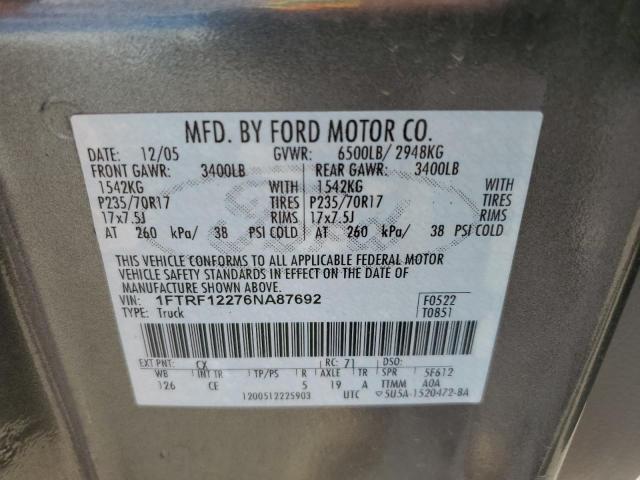 MFD. BY FORD MOTOR CO.
DATE: 12/05 GVWR: 6500LB/ 2948KG
FRONT GAWR: 3400LB REAR GAWR: 3400LB
1542KG WITH 1542KG WITH
P235/70R17 TIRES P235/70R17 TIRES
17x7.5J RIMS 17x7.5J RIMS
AT 260 kPa/ 38 PSI COLD AT 260 kPa/ 38 PSI COLD
THIS VEHICLE CONFORMS TO ALL APPLICABLE FEDERAL MOTOR
VEHICLE SAFETY STANDARDS IN EFFECT ON THE DATE OF
MANUFACTURE SHOWN ABOVE.
VIN: 1FTRF12276NA87692 F0522
TYPE: Truck T0851
EXT PNT: CX RC: 71 DSO:
WB INT TR TP/PS R AXLE TR SPR 5F612
126 CE 5 19 A TTMM A0A
1200512225903 UTC 5U5A-1520472-BA